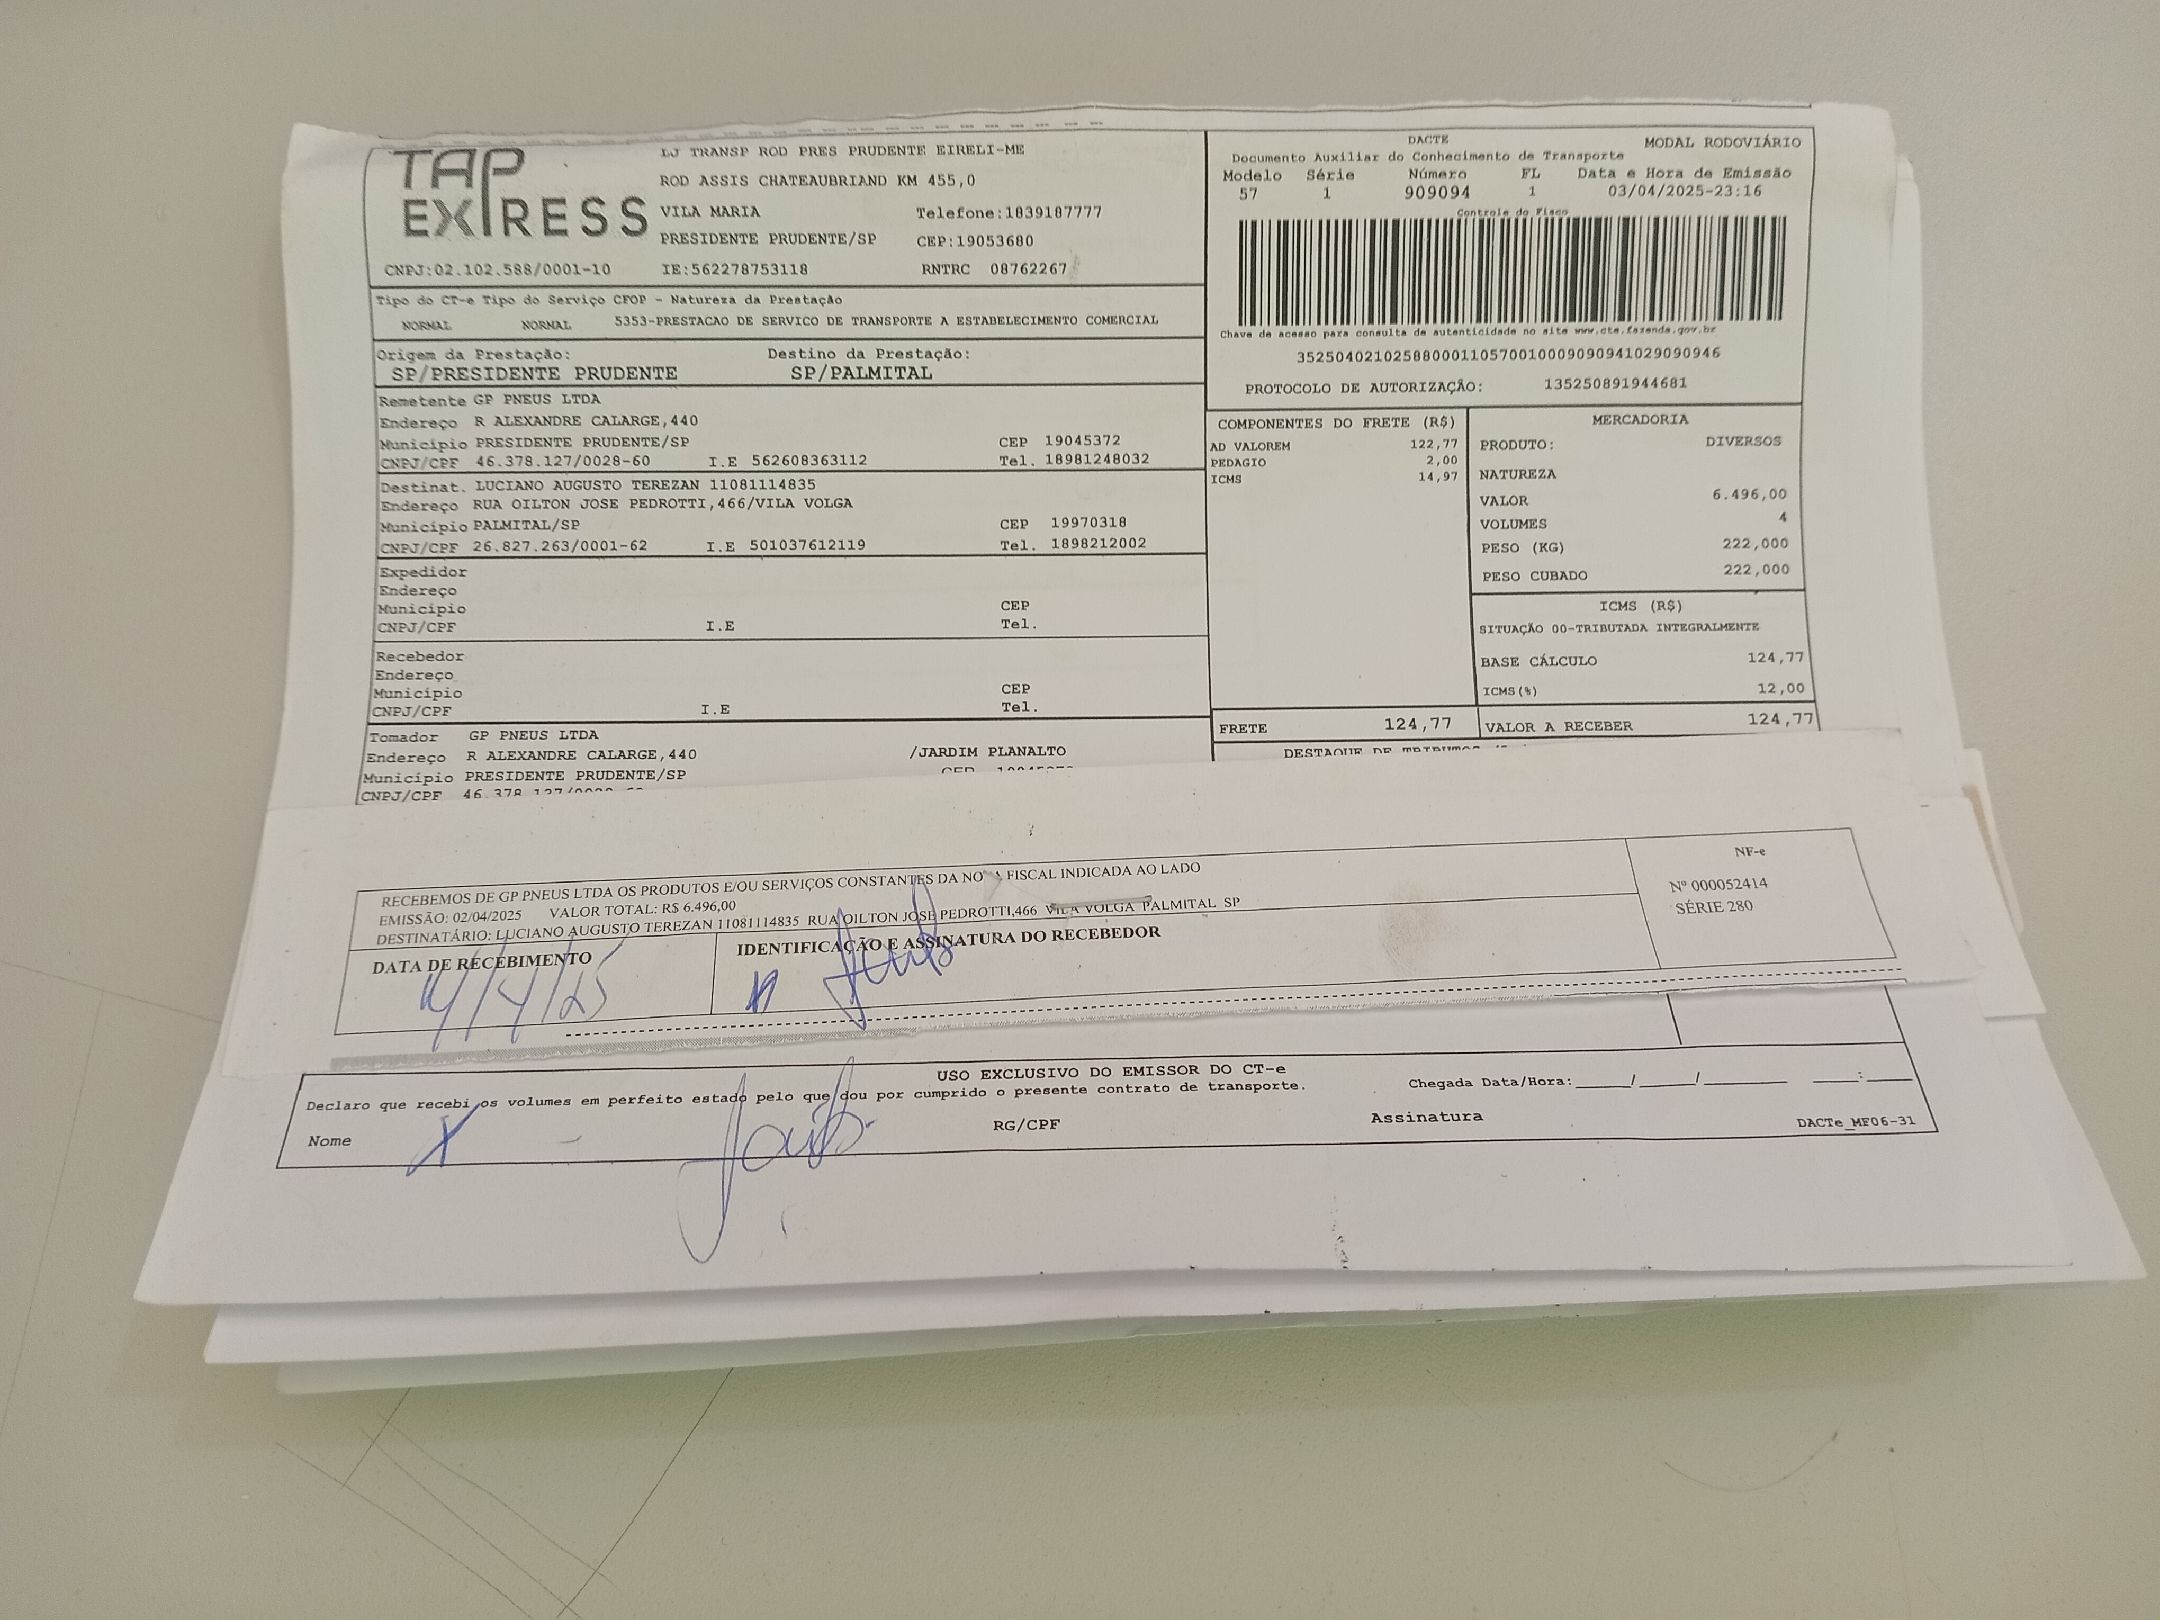 TAP EXPRESS
LJ TRANSP ROD PRES PRUDENTE EIRELI-ME
ROD ASSIS CHATEAUBRIAND KM 455,0
VILA MARIA Telefone:1839187777
PRESIDENTE PRUDENTE/SP CEP:19053680
CNPJ:02.102.588/0001-10 IE:562278753118 RNTRC 08762267
DACTE MODAL RODOVIÁRIO
Documento Auxiliar do Conhecimento de Transporte
Modelo Série Número FL Data e Hora de Emissão
57 1 909094 1 03/04/2025-23:16
Controle do Fisco
Chave de acesso para consulta de autenticidade no site www.cte.fazenda.gov.br
35250402102588000110570010009090941029090946
PROTOCOLO DE AUTORIZAÇÃO: 135250891944681
Tipo do CT-e Tipo do Serviço CFOP - Natureza da Prestação
NORMAL NORMAL 5353-PRESTACAO DE SERVICO DE TRANSPORTE A ESTABELECIMENTO COMERCIAL
Origem da Prestação: Destino da Prestação:
SP/PRESIDENTE PRUDENTE SP/PALMITAL
Remetente GP PNEUS LTDA
Endereço R ALEXANDRE CALARGE,440
Município PRESIDENTE PRUDENTE/SP CEP 19045372
CNPJ/CPF 46.378.127/0028-60 I.E 562608363112 Tel. 18981248032
Destinat. LUCIANO AUGUSTO TEREZAN 11081114835
Endereço RUA OILTON JOSE PEDROTTI,466/VILA VOLGA
Município PALMITAL/SP CEP 19970318
CNPJ/CPF 26.827.263/0001-62 I.E 501037612119 Tel. 1898212002
Expedidor
Endereço
Município CEP
CNPJ/CPF I.E Tel.
Recebedor
Endereço
Município CEP
CNPJ/CPF I.E Tel.
Tomador GP PNEUS LTDA
Endereço R ALEXANDRE CALARGE,440 /JARDIM PLANALTO
Município PRESIDENTE PRUDENTE/SP
CNPJ/CPF
COMPONENTES DO FRETE (R$)
AD VALOREM 122,77
PEDAGIO 2,00
ICMS 14,97
MERCADORIA
PRODUTO: DIVERSOS
NATUREZA
VALOR 6.496,00
VOLUMES 4
PESO (KG) 222,000
PESO CUBADO 222,000
ICMS (R$)
SITUAÇÃO 00-TRIBUTADA INTEGRALMENTE
BASE CÁLCULO 124,77
ICMS(%) 12,00
FRETE 124,77 VALOR A RECEBER 124,77
RECEBEMOS DE GP PNEUS LTDA OS PRODUTOS E/OU SERVIÇOS CONSTANTES DA FISCAL INDICADA AO LADO
EMISSÃO: 02/04/2025 VALOR TOTAL: R$ 6.496,00
DESTINATÁRIO: LUCIANO AUGUSTO TEREZAN 11081114835 RUA OILTON JOSE PEDROTTI,466 VILA VOLGA PALMITAL SP
DATA DE RECEBIMENTO IDENTIFICAÇÃO E ASSINATURA DO RECEBEDOR
4/4/25
NF-e
Nº 000052414
SÉRIE 280
USO EXCLUSIVO DO EMISSOR DO CT-e
Declaro que recebi os volumes em perfeito estado pelo que dou por cumprido o presente contrato de transporte. Chegada Data/Hora:____/____/______ ___:___
Nome X RG/CPF Assinatura
DACTe_MF06-31